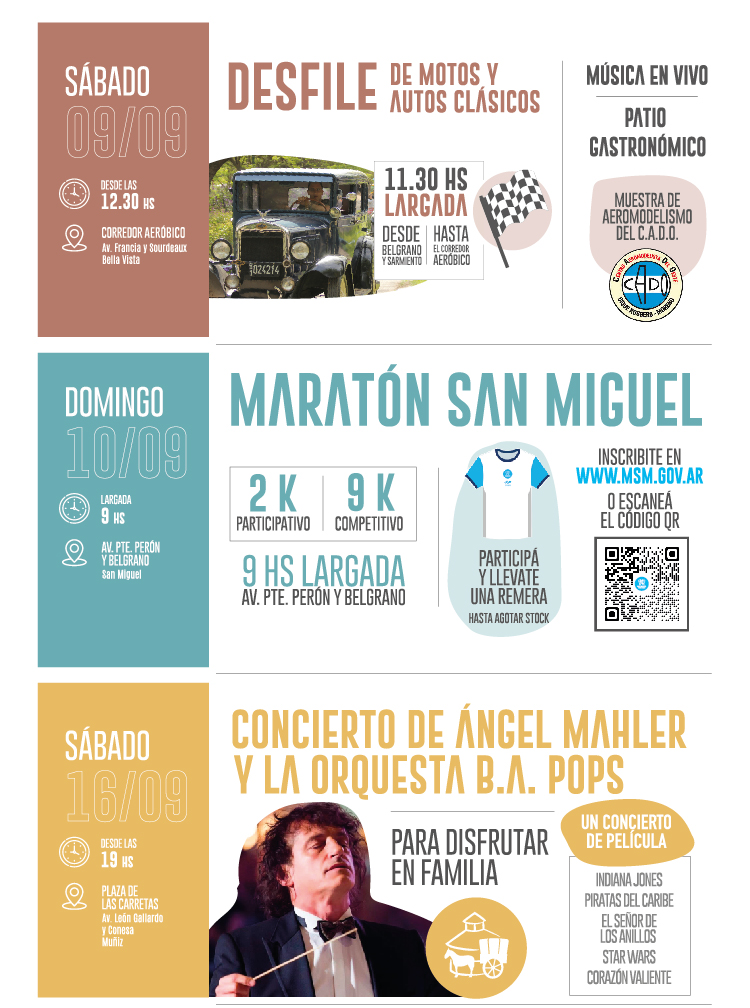 SÁBADO
09/09
DESDE LAS
12.30 HS
CORREDOR AERÓBICO
Av. Francia y Sourdeaux
Bella Vista
DESFILE DE MOTOS Y
AUTOS CLÁSICOS
024214
11.30 HS
LARGADA
DESDE
BELGRANO
Y SARMIENTO
HASTA
EL CORREDOR
AERÓBICO
MÚSICA EN VIVO
PATIO
GASTRONÓMICO
MUESTRA DE
AEROMODELISMO
DEL C.A.D.O.
CADO
DOMINGO
10/09
LARGADA
9 HS
AV. PTE. PERÓN
Y BELGRANO
San Miguel
MARATÓN SAN MIGUEL
2 K
PARTICIPATIVO
9 K
COMPETITIVO
9 HS LARGADA
AV. PTE. PERÓN Y BELGRANO
PARTICIPÁ
Y LLEVATE
UNA REMERA
HASTA AGOTAR STOCK
INSCRIBITE EN
WWW.MSM.GOV.AR
O ESCANEÁ
EL CÓDIGO QR
SÁBADO
16/09
DESDE LAS
19 HS
PLAZA DE
LAS CARRETAS
Av. León Gallardo
y Conesa
Muñiz
CONCIERTO DE ÁNGEL MAHLER
Y LA ORQUESTA B.A. POPS
PARA DISFRUTAR
EN FAMILIA
UN CONCIERTO
DE PELÍCULA
INDIANA JONES
PIRATAS DEL CARIBE
EL SEÑOR DE
LOS ANILLOS
STAR WARS
CORAZÓN VALIENTE